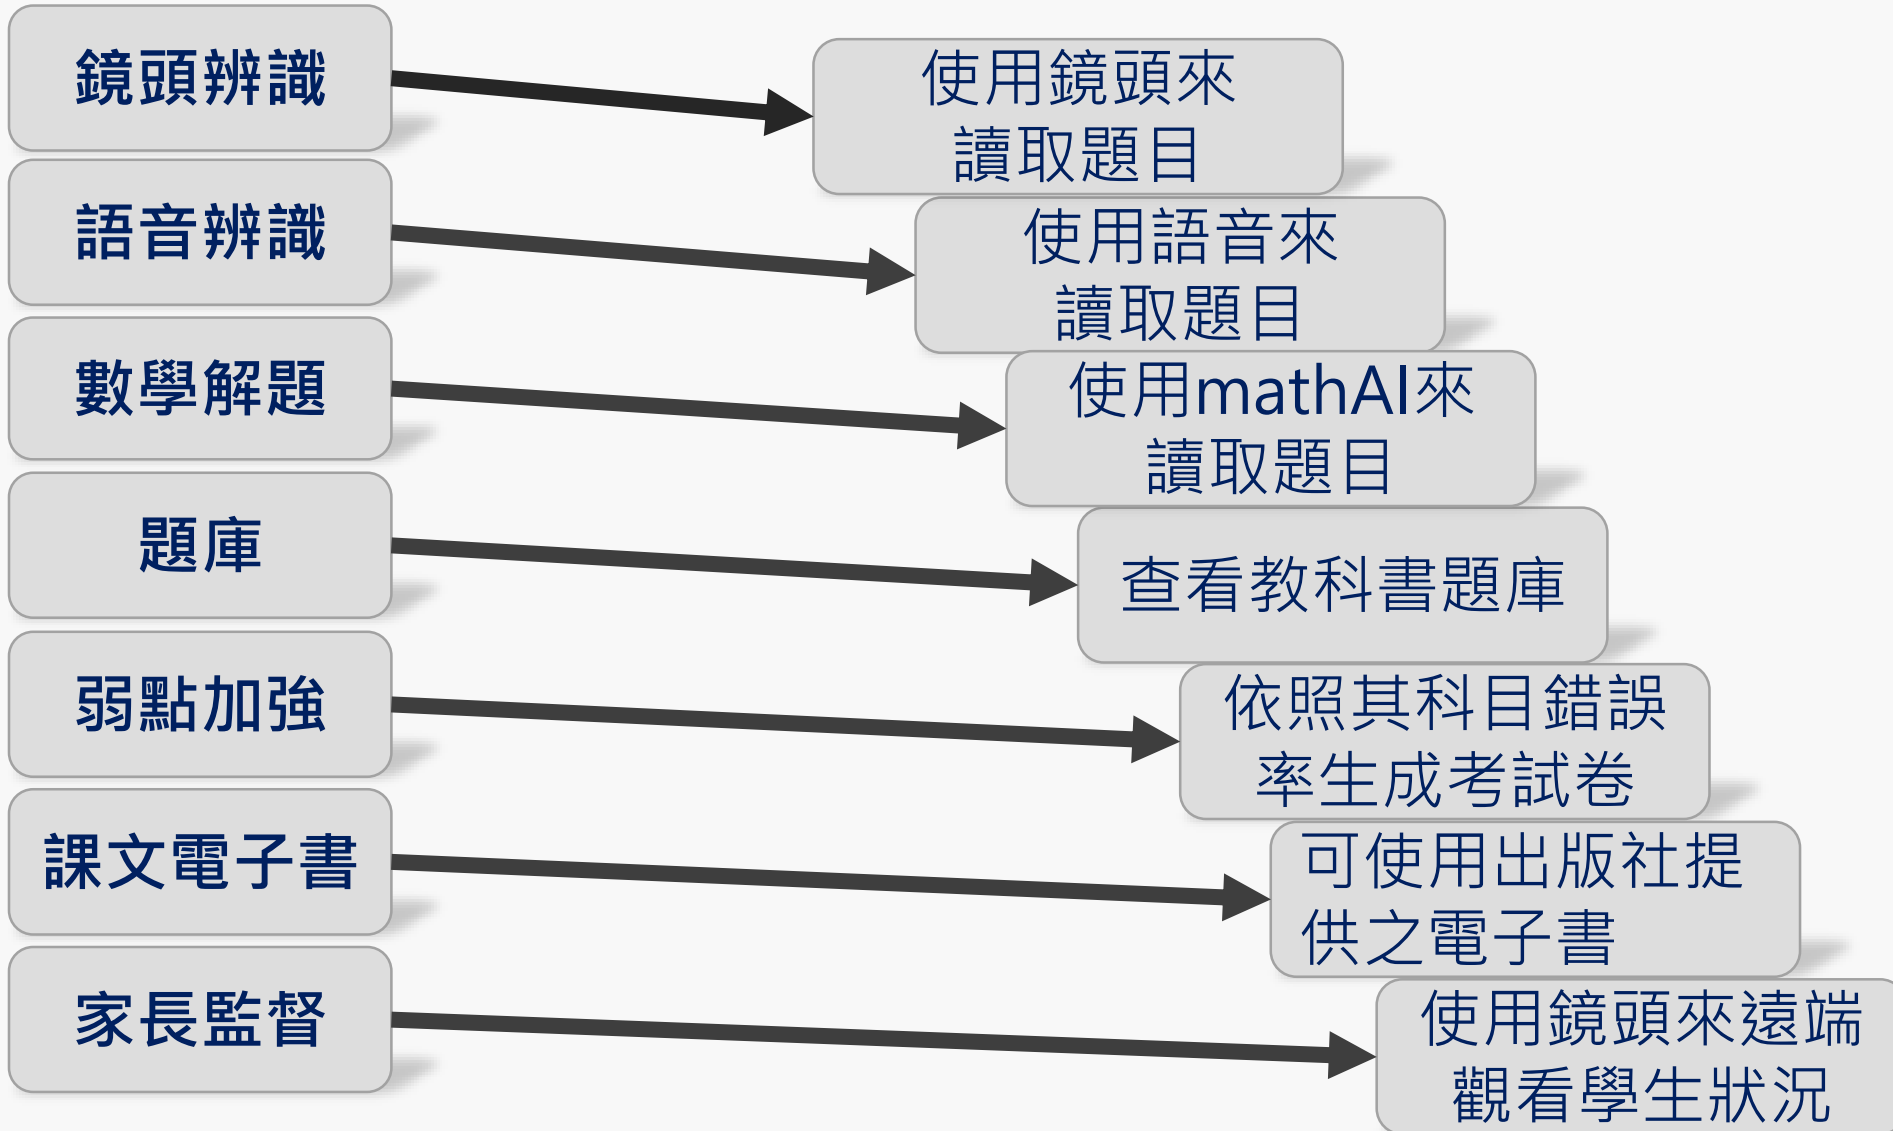 鏡頭辨識
使用鏡頭來
讀取題目
語音辨識
使用語音來
讀取題目
數學解題
使用mathAI來
讀取題目
題庫
查看教科書題庫
弱點加強
依照其科目錯誤
率生成考試卷
課文電子書
可使用出版社提
供之電子書
家長監督
使用鏡頭來遠端
觀看學生狀況